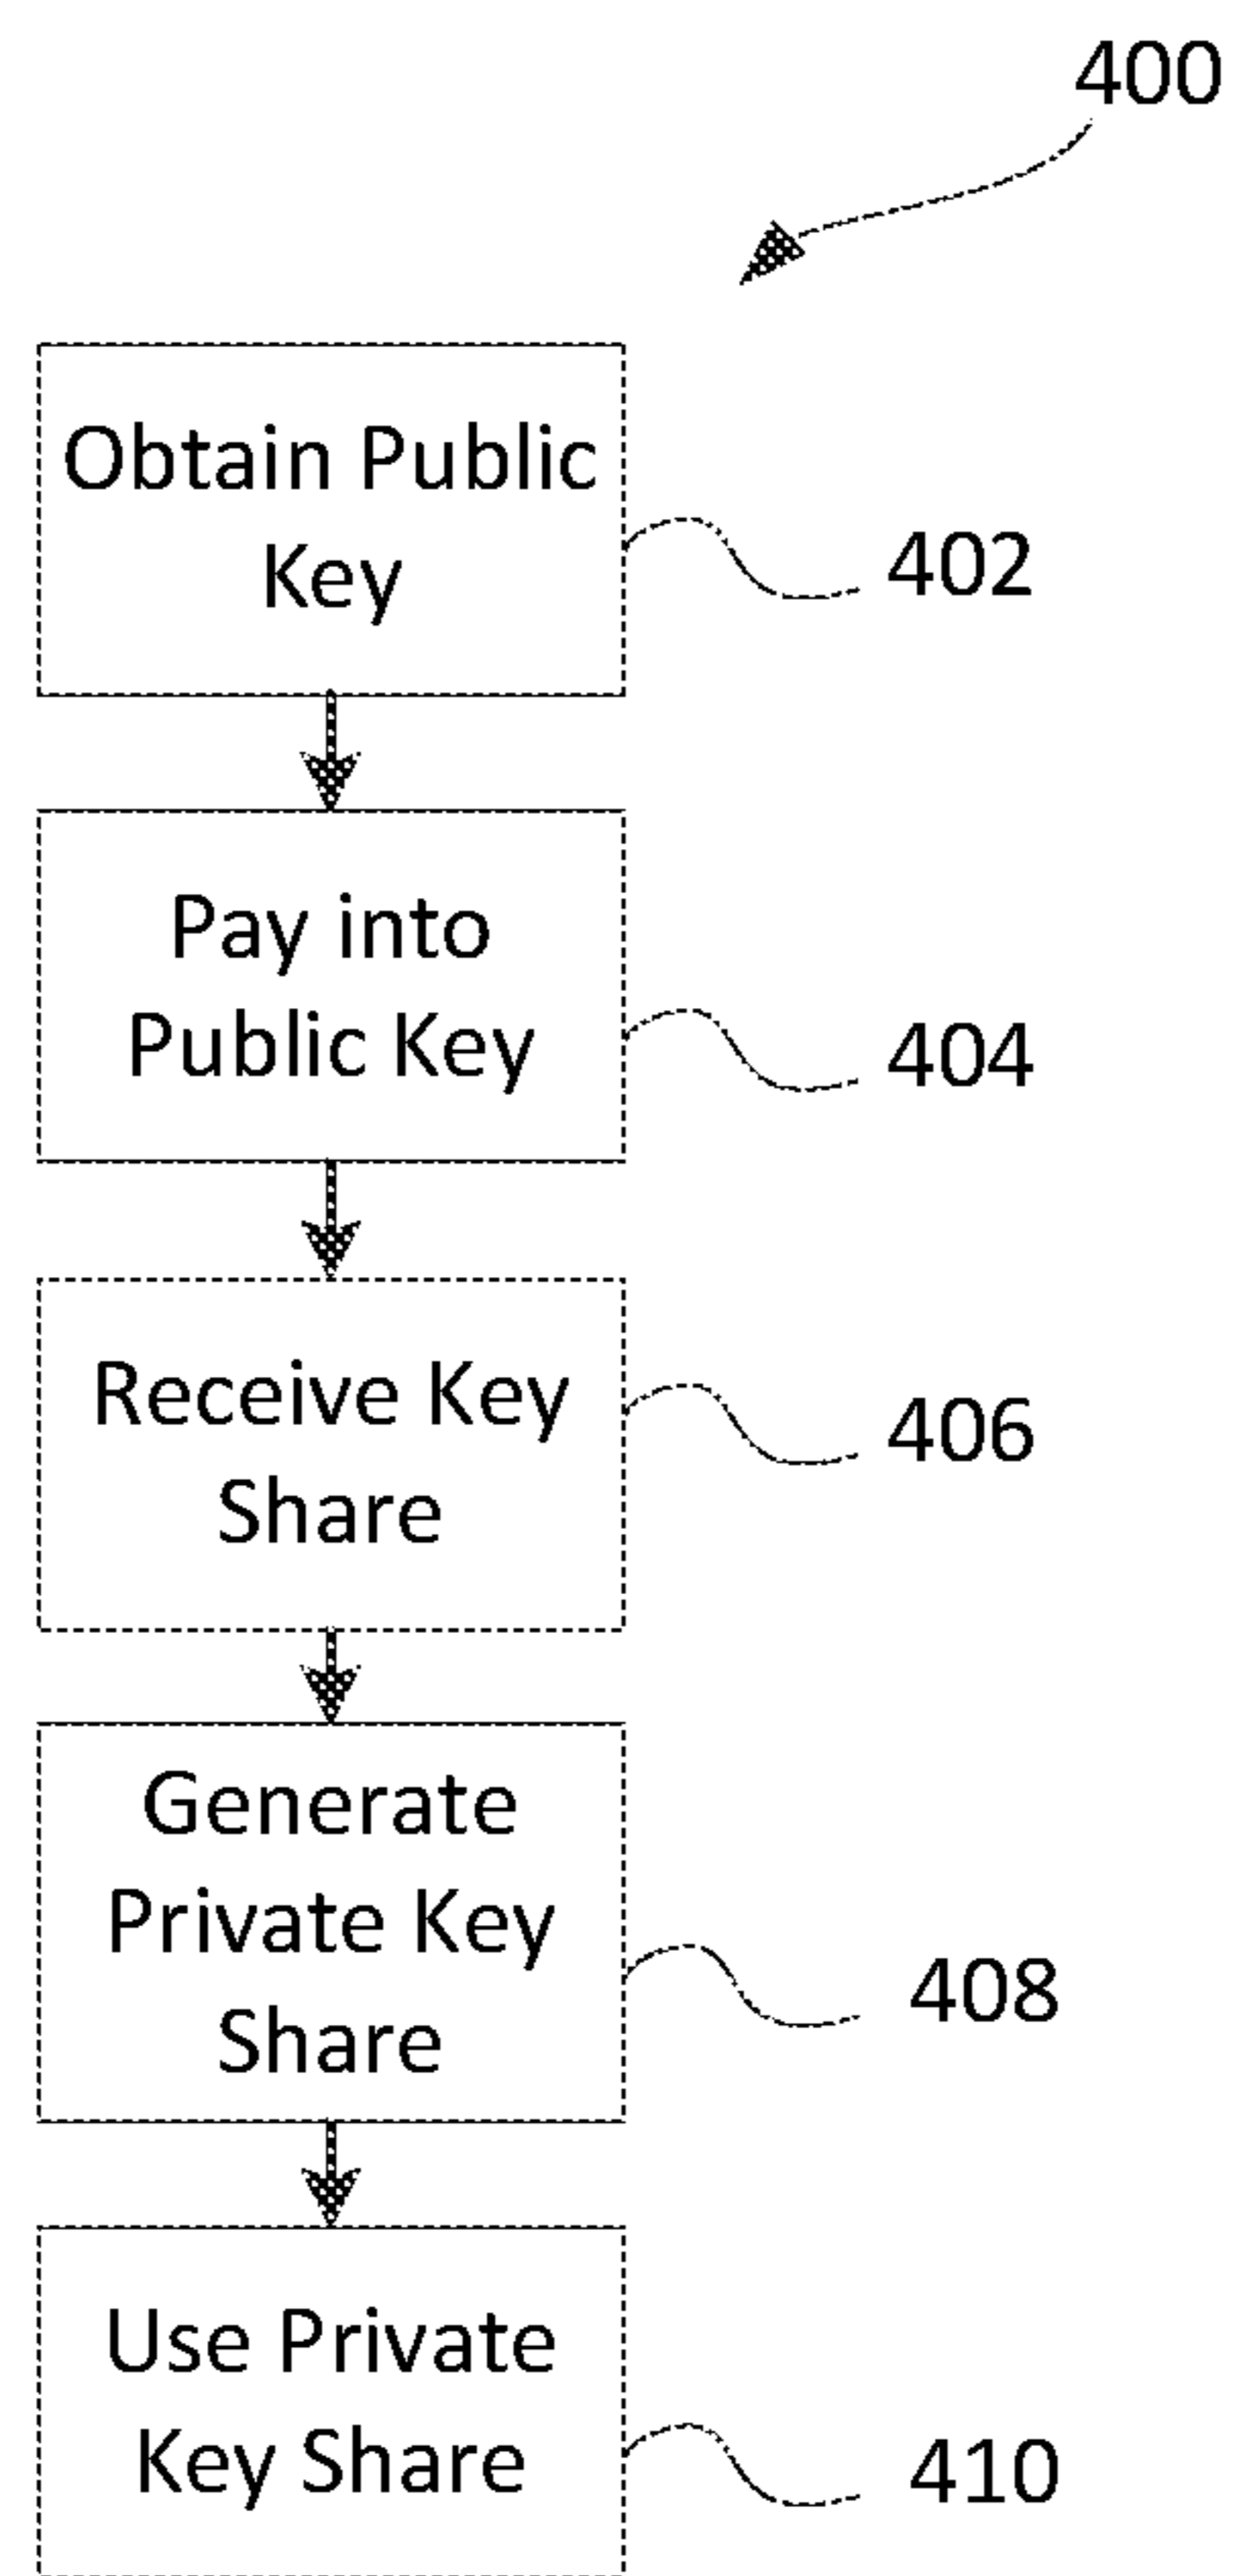 400
Obtain Public
Key
402
Pay into
Public Key
404
Receive Key
Share
406
Generate
Private Key
Share
408
Use Private
Key Share
410